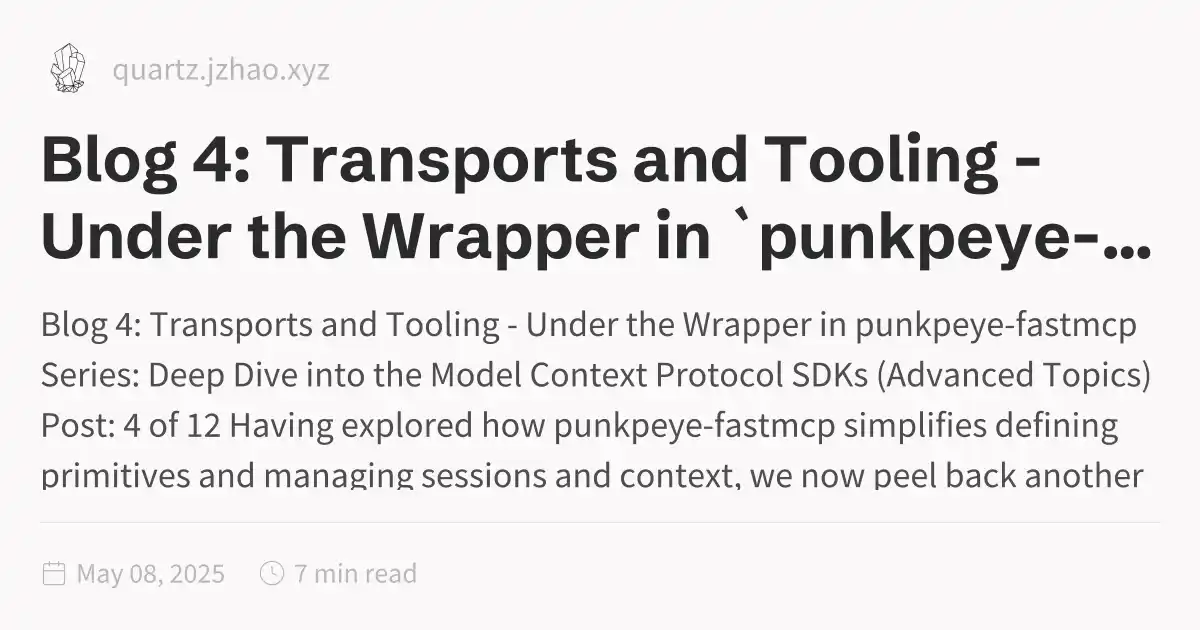 quartz.jzhao.xyz
Blog 4: Transports and Tooling -
Under the Wrapper in `punkpeye-...
Blog 4: Transports and Tooling - Under the Wrapper in punkpeye-fastmcp
Series: Deep Dive into the Model Context Protocol SDKs (Advanced Topics)
Post: 4 of 12 Having explored how punkpeye-fastmcp simplifies defining
primitives and managing sessions and context, we now peel back another
May 08, 2025
7 min read